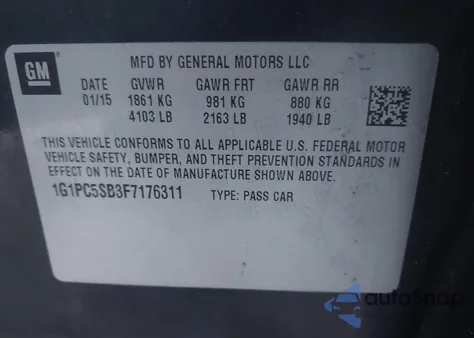 GM
MFD BY GENERAL MOTORS LLC
DATE GVWR GAWR FRT GAWR RR
01/15 1861 KG 981 KG 880 KG
4103 LB 2163 LB 1940 LB
THIS VEHICLE CONFORMS TO ALL APPLICABLE U.S. FEDERAL MOTOR
VEHICLE SAFETY, BUMPER, AND THEFT PREVENTION STANDARDS IN
EFFECT ON THE DATE OF MANUFACTURE SHOWN ABOVE.
1G1PC5SB3F7176311 TYPE: PASS CAR
autoSnap